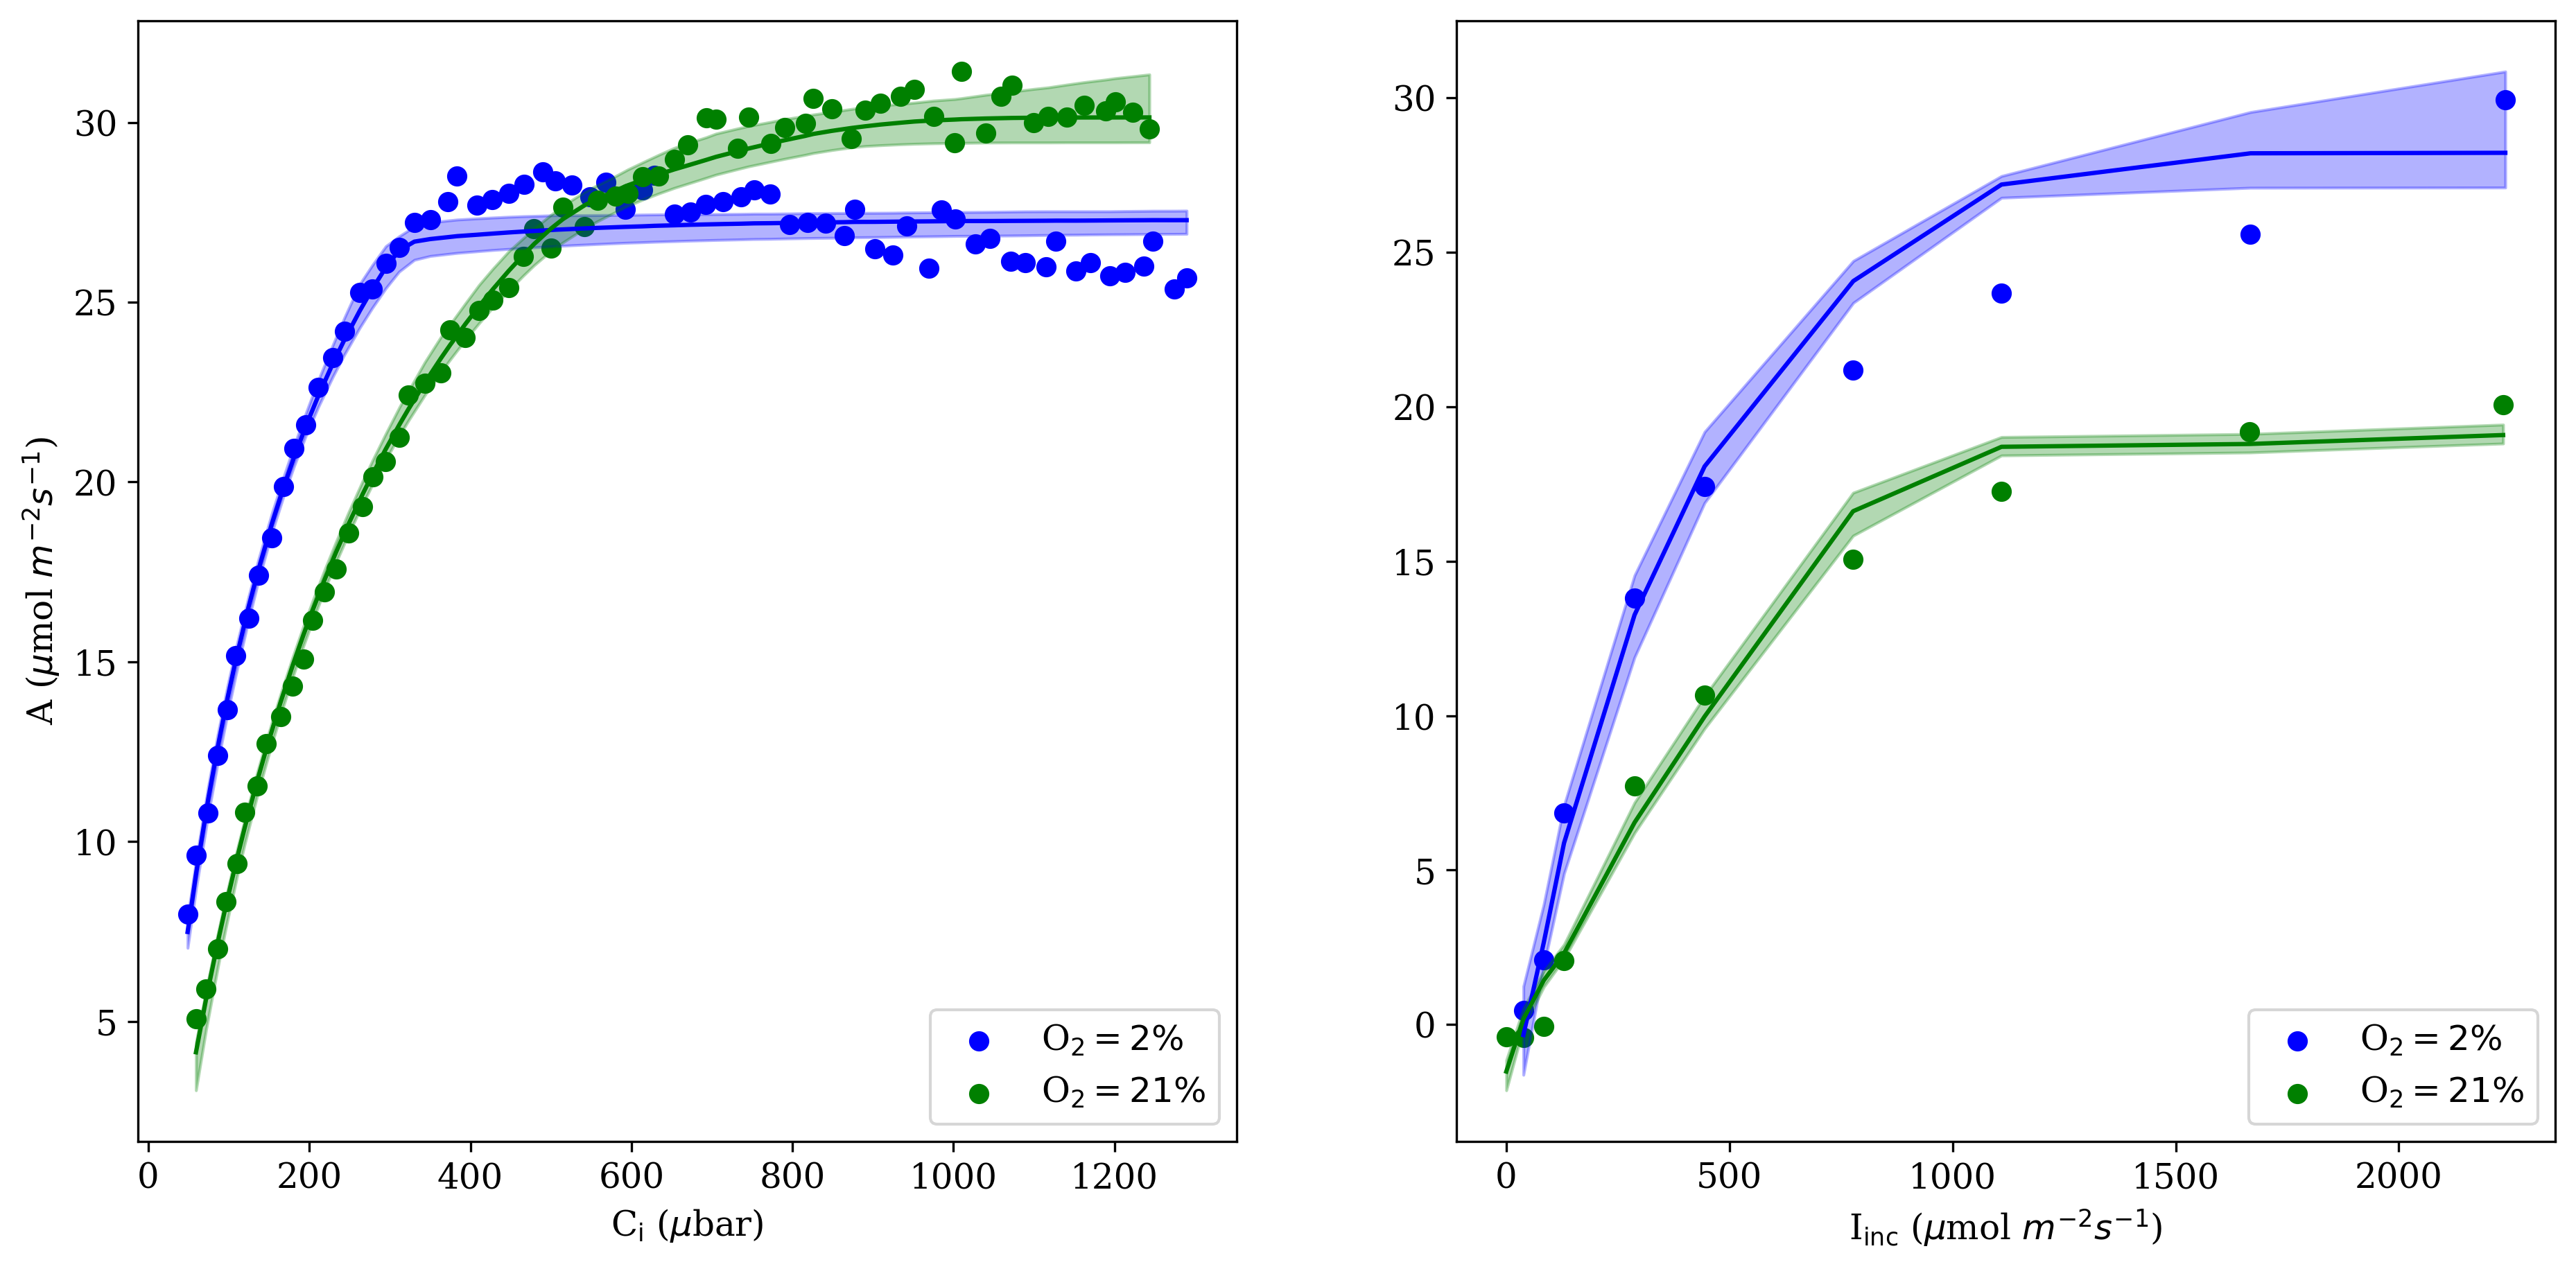 A (μmol m⁻²s⁻¹)
30
25
20
15
10
5
0 200 400 600 800 1000 1200
Cᵢ (μbar)
O₂ = 2%
O₂ = 21%
30
25
20
15
10
5
0
0 500 1000 1500 2000
I_inc (μmol m⁻²s⁻¹)
O₂ = 2%
O₂ = 21%